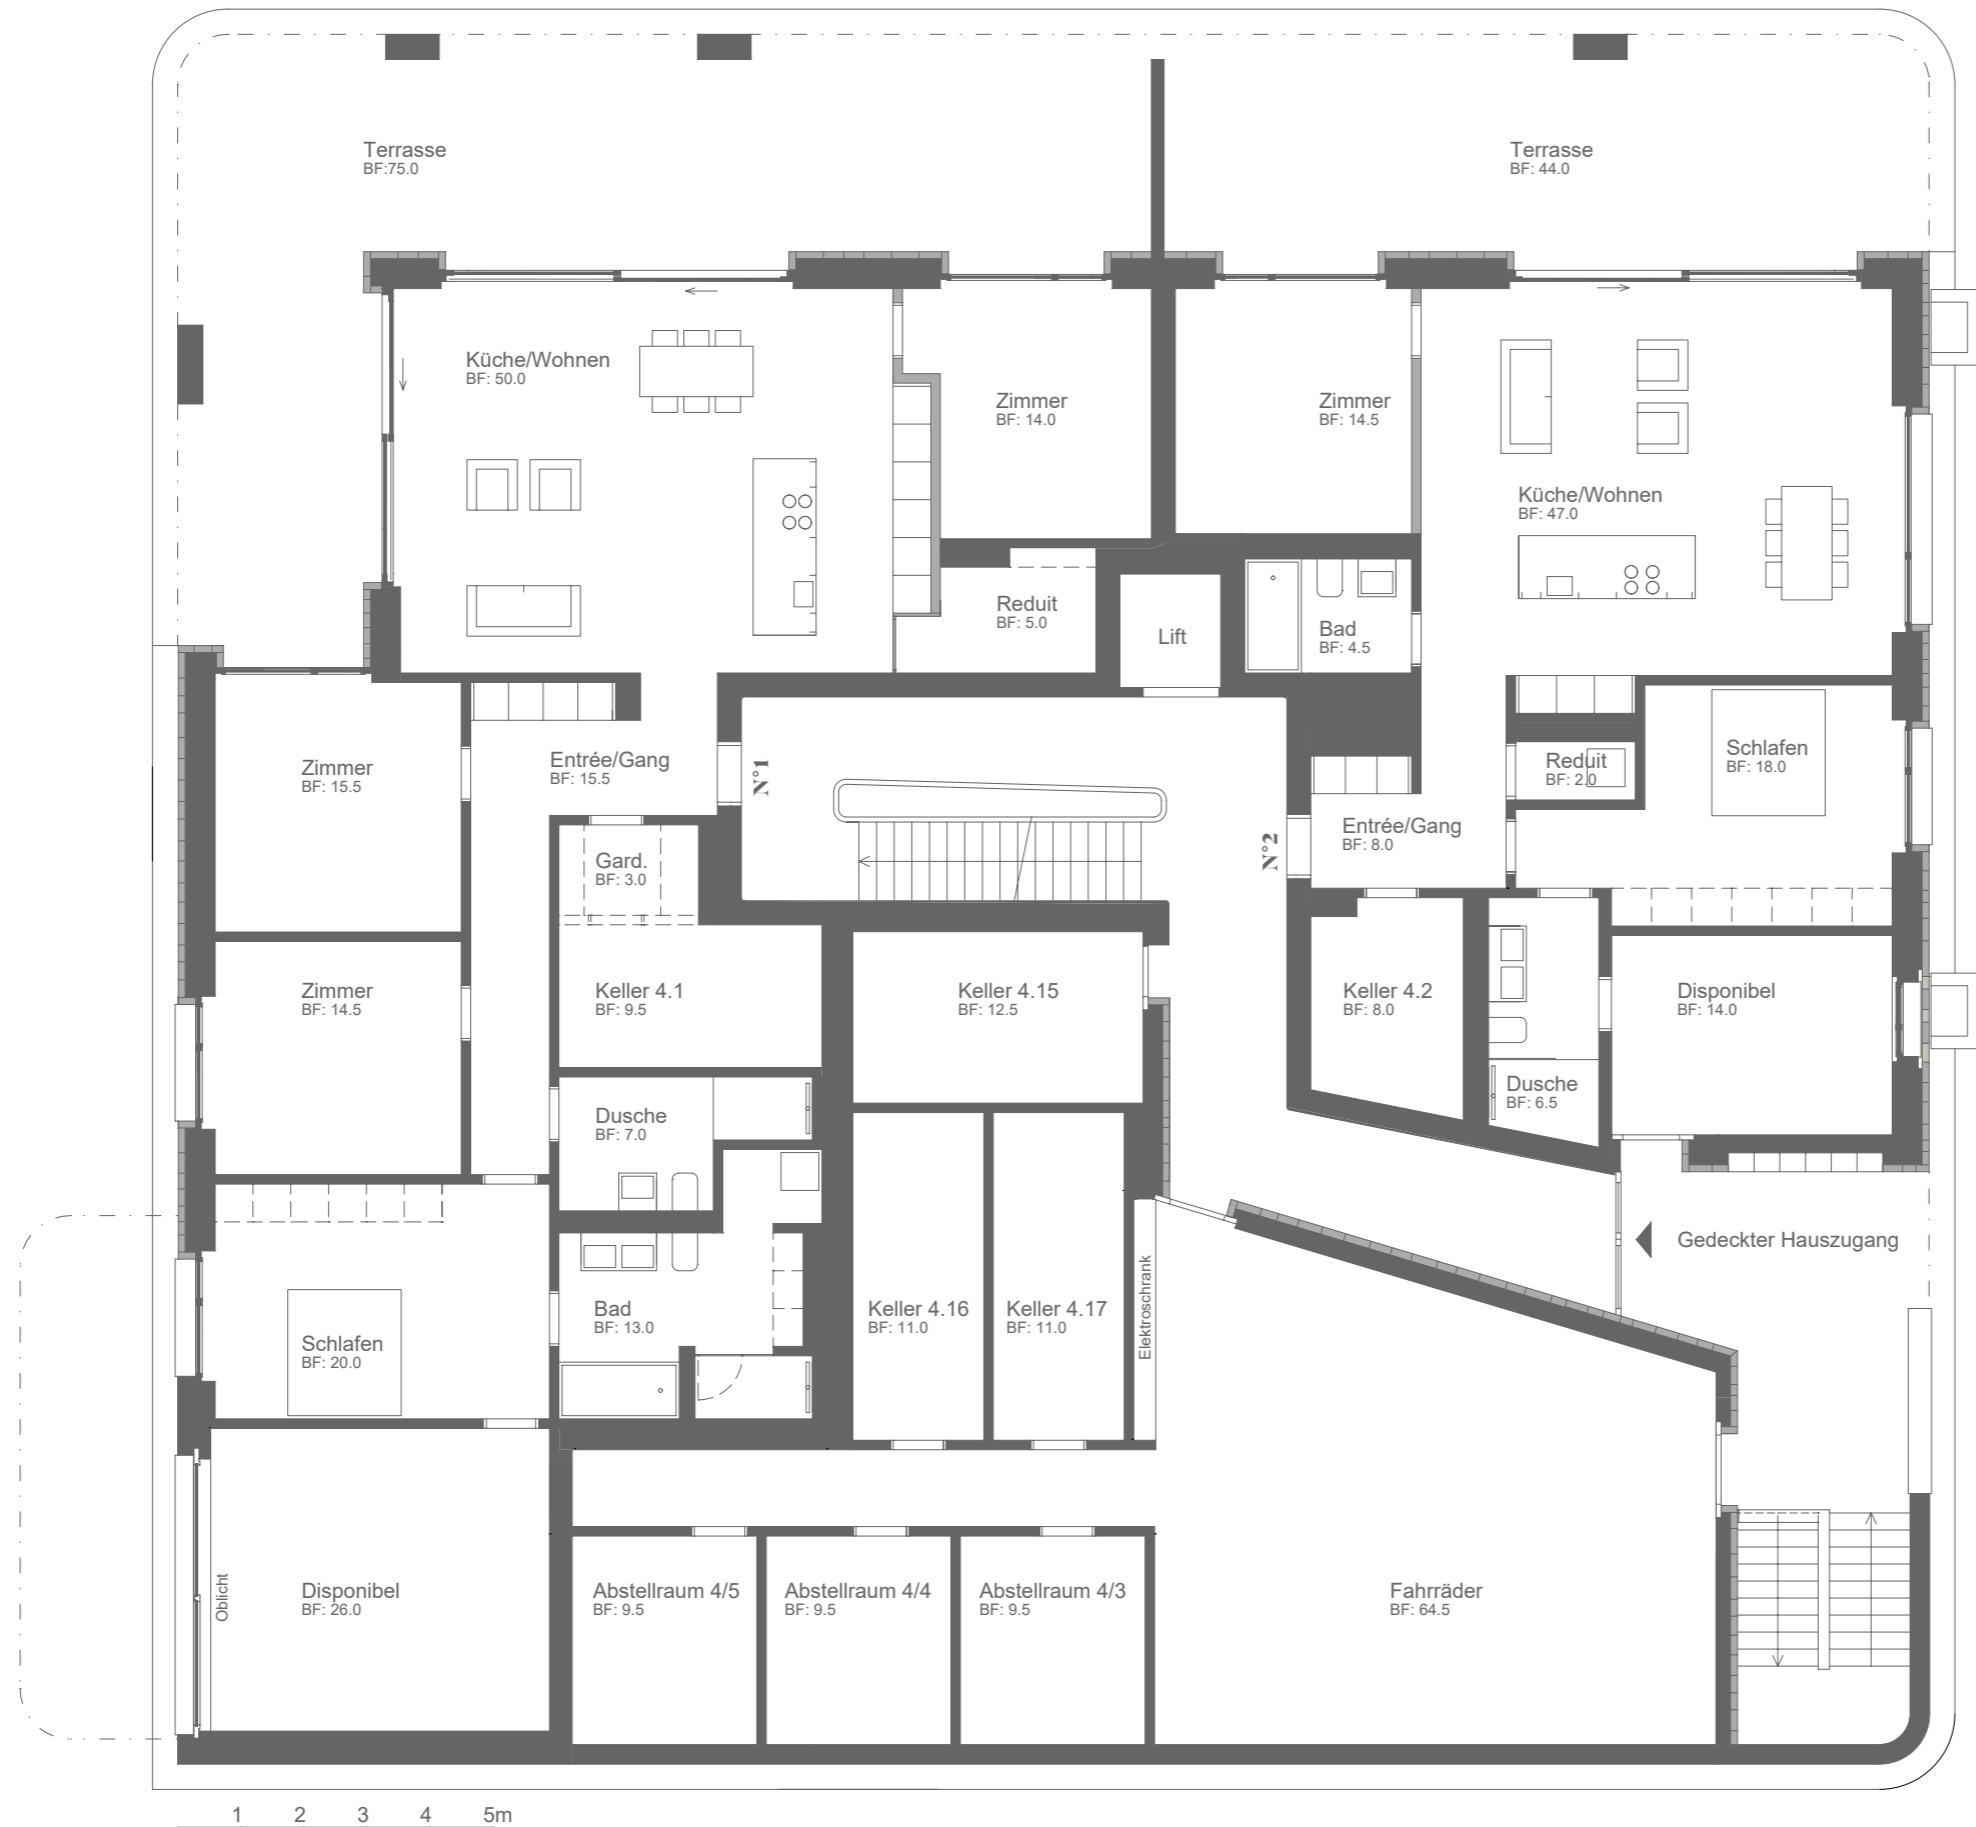 Terrasse
BF:75.0
Terrasse
BF: 44.0
Küche/Wohnen
BF: 50.0
Zimmer
BF: 14.0
Zimmer
BF: 14.5
Küche/Wohnen
BF: 47.0
Reduit
BF: 5.0
Lift
Bad
BF: 4.5
Zimmer
BF: 15.5
Entrée/Gang
BF: 15.5
N°1
Reduit
BF: 2.0
Schlafen
BF: 18.0
Gard.
BF: 3.0
N°2
Entrée/Gang
BF: 8.0
Zimmer
BF: 14.5
Keller 4.1
BF: 9.5
Keller 4.15
BF: 12.5
Keller 4.2
BF: 8.0
Disponibel
BF: 14.0
Dusche
BF: 7.0
Dusche
BF: 6.5
Gedeckter Hauszugang
Schlafen
BF: 20.0
Bad
BF: 13.0
Keller 4.16
BF: 11.0
Keller 4.17
BF: 11.0
Elektroschrank
Oblicht
Disponibel
BF: 26.0
Abstellraum 4/5
BF: 9.5
Abstellraum 4/4
BF: 9.5
Abstellraum 4/3
BF: 9.5
Fahrräder
BF: 64.5
1 2 3 4 5m